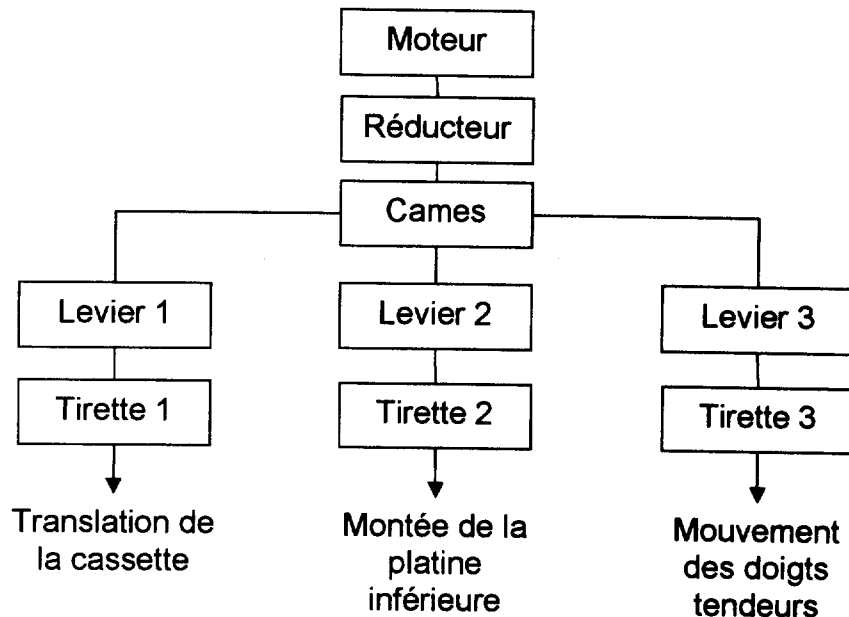 Moteur
Réducteur
Cames
Levier 1
Levier 2
Levier 3
Tirette 1
Tirette 2
Tirette 3
Translation de
la cassette
Montée de la
platine
inférieure
Mouvement
des doigts
tendeurs